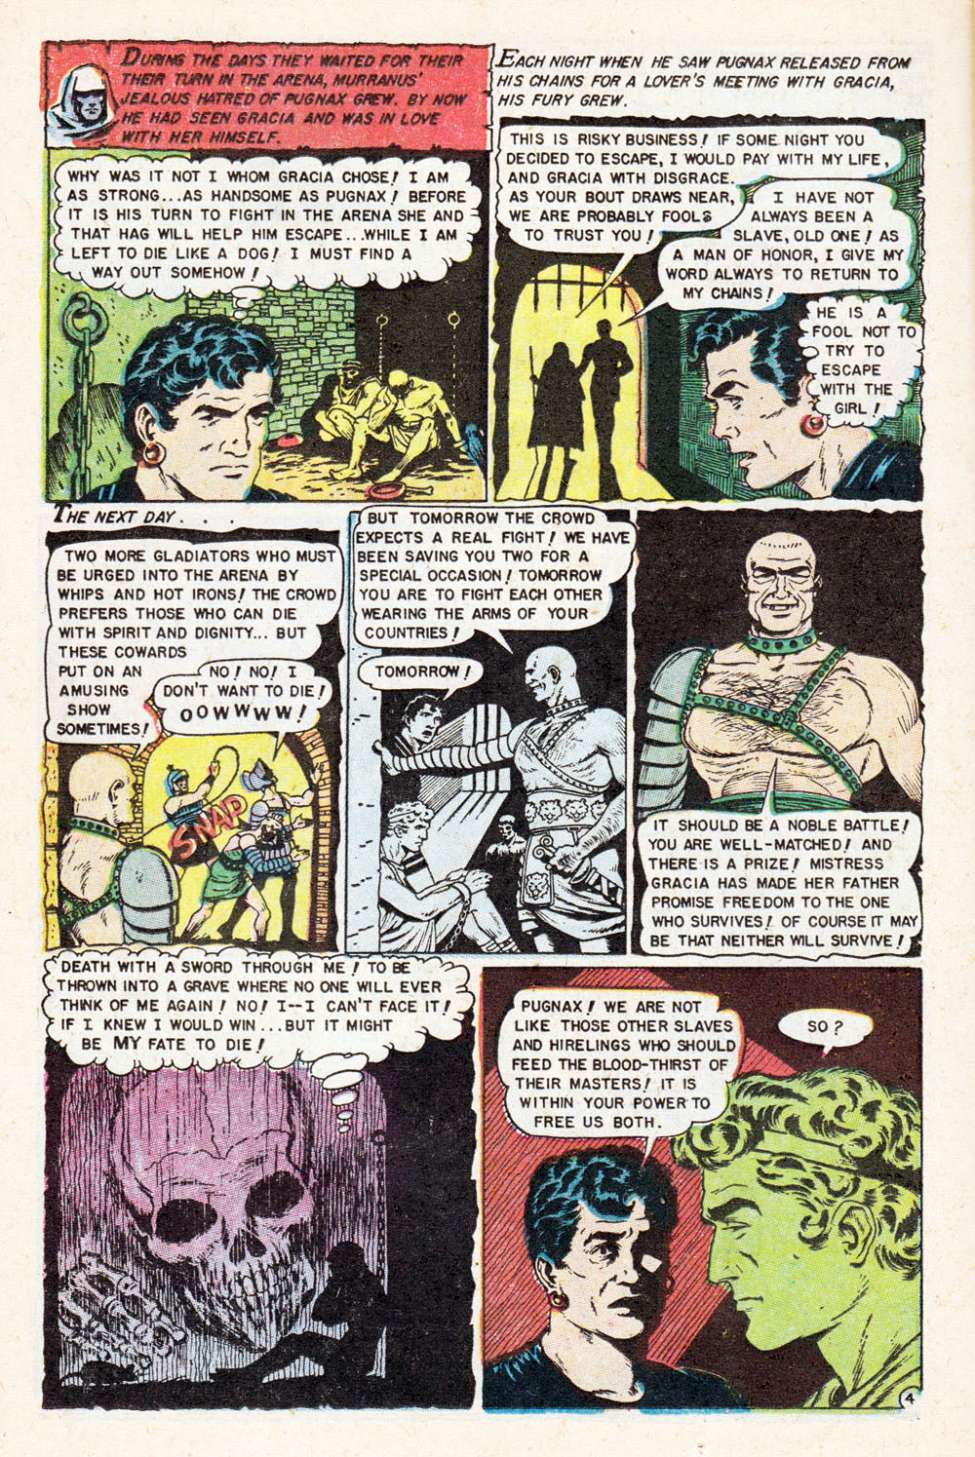 DURING THE DAYS THEY WAITED FOR THEIR
THEIR TURN IN THE ARENA, MURRANUS'
JEALOUS HATRED OF PUGNAX GREW. BY NOW
HE HAD SEEN GRACIA AND WAS IN LOVE
WITH HER HIMSELF.
WHY WAS IT NOT I WHOM GRACIA CHOSE! I AM
AS STRONG...AS HANDSOME AS PUGNAX! BEFORE
IT IS HIS TURN TO FIGHT IN THE ARENA SHE AND
THAT HAG WILL HELP HIM ESCAPE...WHILE I AM
LEFT TO DIE LIKE A DOG! I MUST FIND A
WAY OUT SOMEHOW!
EACH NIGHT WHEN HE SAW PUGNAX RELEASED FROM
HIS CHAINS FOR A LOVER'S MEETING WITH GRACIA,
HIS FURY GREW.
THIS IS RISKY BUSINESS! IF SOME NIGHT YOU
DECIDED TO ESCAPE, I WOULD PAY WITH MY LIFE,
AND GRACIA WITH DISGRACE.
AS YOUR BOUT DRAWS NEAR,
WE ARE PROBABLY FOOLS
TO TRUST YOU!
I HAVE NOT
ALWAYS BEEN A
SLAVE, OLD ONE! AS
A MAN OF HONOR, I GIVE MY
WORD ALWAYS TO RETURN TO
MY CHAINS!
HE IS A
FOOL NOT TO
TRY TO
ESCAPE
WITH THE
GIRL!
THE NEXT DAY . . .
TWO MORE GLADIATORS WHO MUST
BE URGED INTO THE ARENA BY
WHIPS AND HOT IRONS! THE CROWD
PREFERS THOSE WHO CAN DIE
WITH SPIRIT AND DIGNITY... BUT
THESE COWARDS
PUT ON AN
AMUSING
SHOW
SOMETIMES!
NO! NO! I
DON'T WANT TO DIE!
OOWWWW!
SNAP
BUT TOMORROW THE CROWD
EXPECTS A REAL FIGHT! WE HAVE
BEEN SAVING YOU TWO FOR A
SPECIAL OCCASION! TOMORROW
YOU ARE TO FIGHT EACH OTHER
WEARING THE ARMS OF YOUR
COUNTRIES!
TOMORROW!
IT SHOULD BE A NOBLE BATTLE!
YOU ARE WELL-MATCHED! AND
THERE IS A PRIZE! MISTRESS
GRACIA HAS MADE HER FATHER
PROMISE FREEDOM TO THE ONE
WHO SURVIVES! OF COURSE IT MAY
BE THAT NEITHER WILL SURVIVE!
DEATH WITH A SWORD THROUGH ME! TO BE
THROWN INTO A GRAVE WHERE NO ONE WILL EVER
THINK OF ME AGAIN! NO! I--I CAN'T FACE IT!
IF I KNEW I WOULD WIN...BUT IT MIGHT
BE MY FATE TO DIE!
PUGNAX! WE ARE NOT
LIKE THOSE OTHER SLAVES
AND HIRELINGS WHO SHOULD
FEED THE BLOOD-THIRST OF
THEIR MASTERS! IT IS
WITHIN YOUR POWER TO
FREE US BOTH.
SO?
4